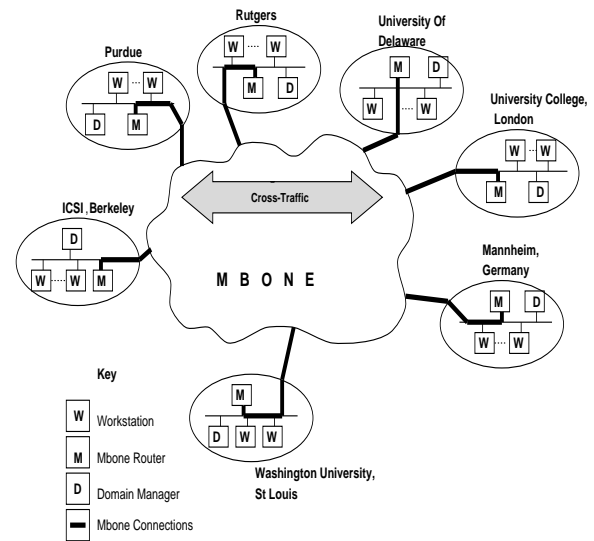 Rutgers
W .... W
M D
University Of
Delaware
M D
W .... W
Purdue
W ... W
D M
University College,
London
W ... W
M D
Cross-Traffic
ICSI , Berkeley
D
W .... W M
M B O N E
Mannheim,
Germany
M D
W .... W
M
D W W
Washington University,
St Louis
Key
W Workstation
M Mbone Router
D Domain Manager
Mbone Connections